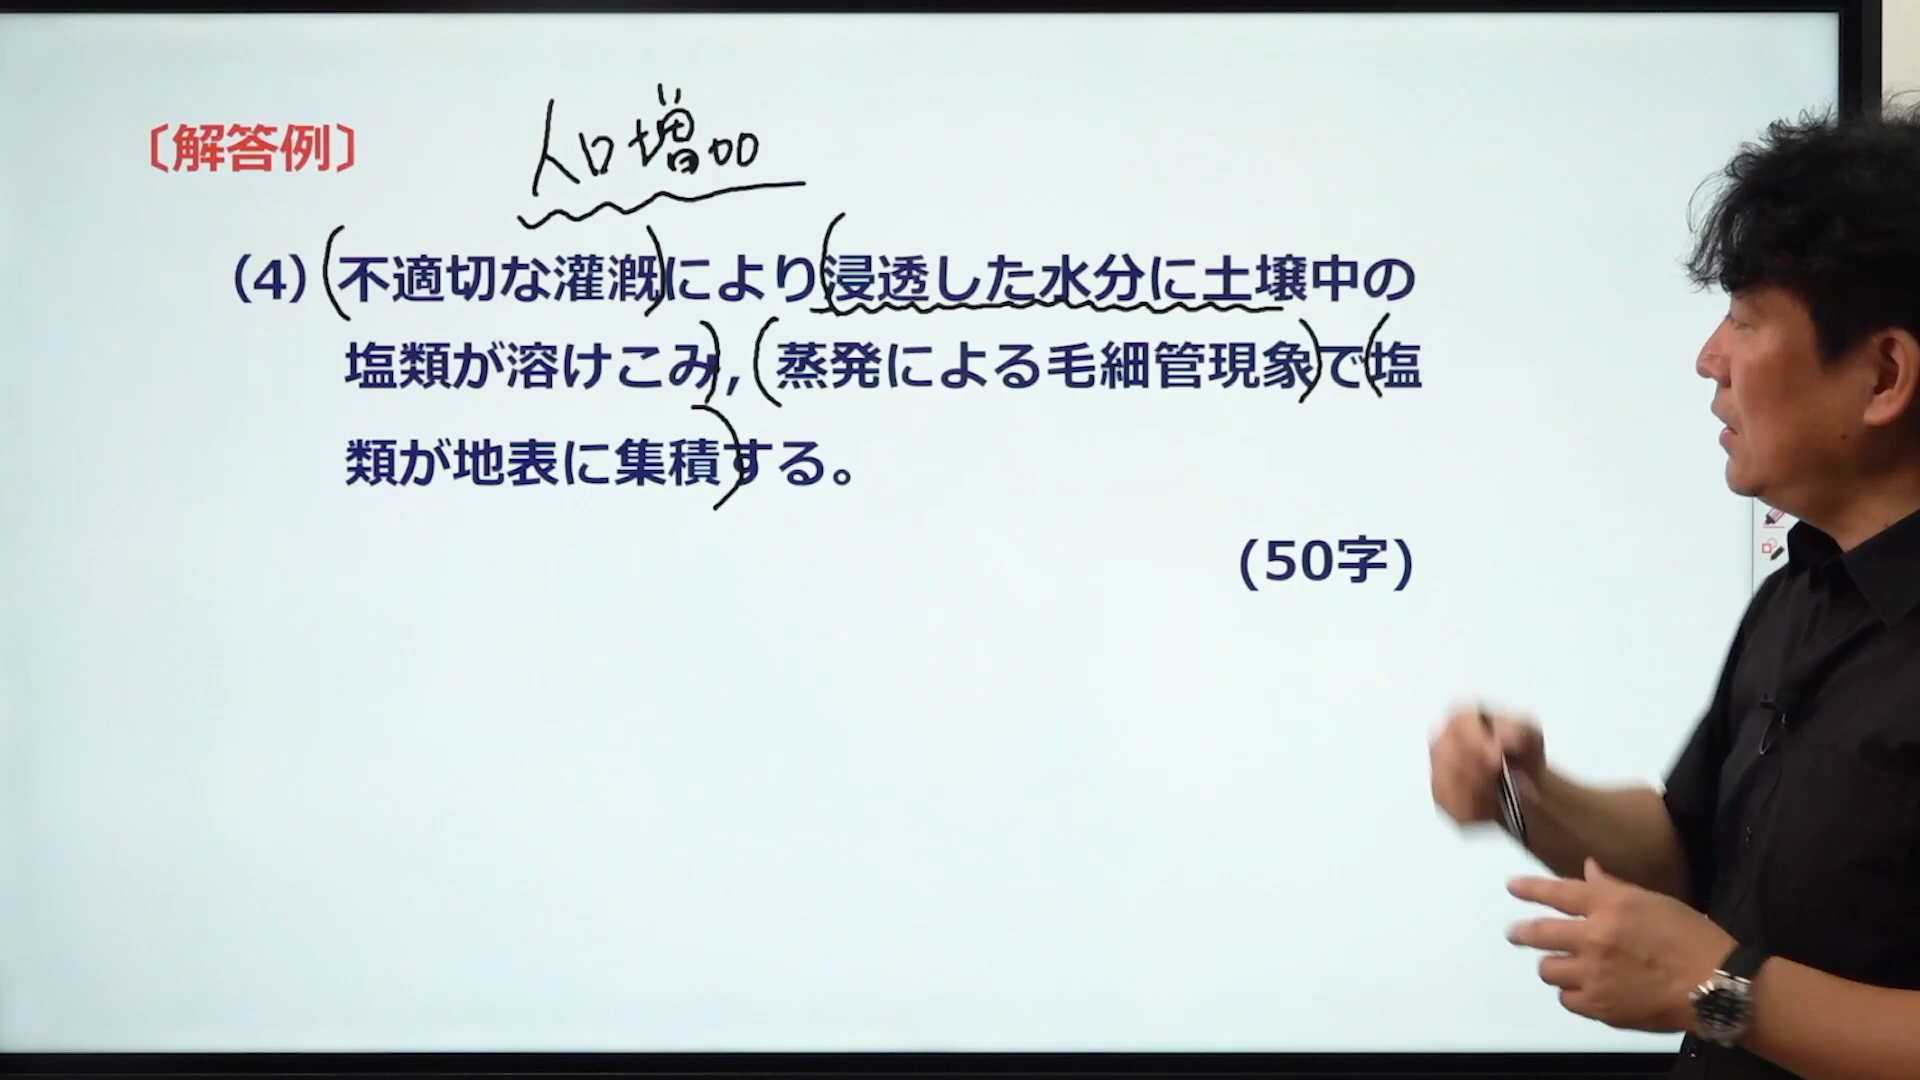 〔解答例〕
人口増加
(4)(不適切な灌漑)により(浸透した水分に土壌中の
塩類が溶けこみ),(蒸発による毛細管現象)で(塩
類が地表に集積)する。
(50字)